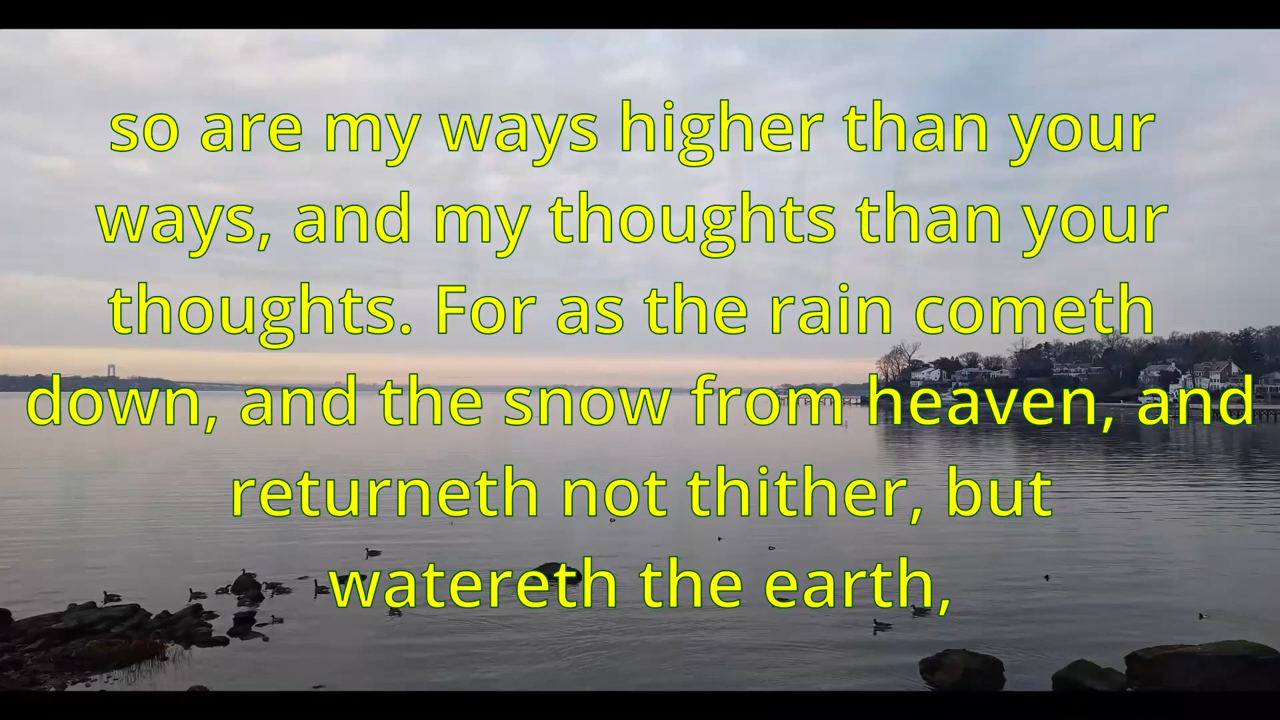 so are my ways higher than your
ways, and my thoughts than your
thoughts. For as the rain cometh
down, and the snow from heaven, and
returneth not thither, but
watereth the earth,